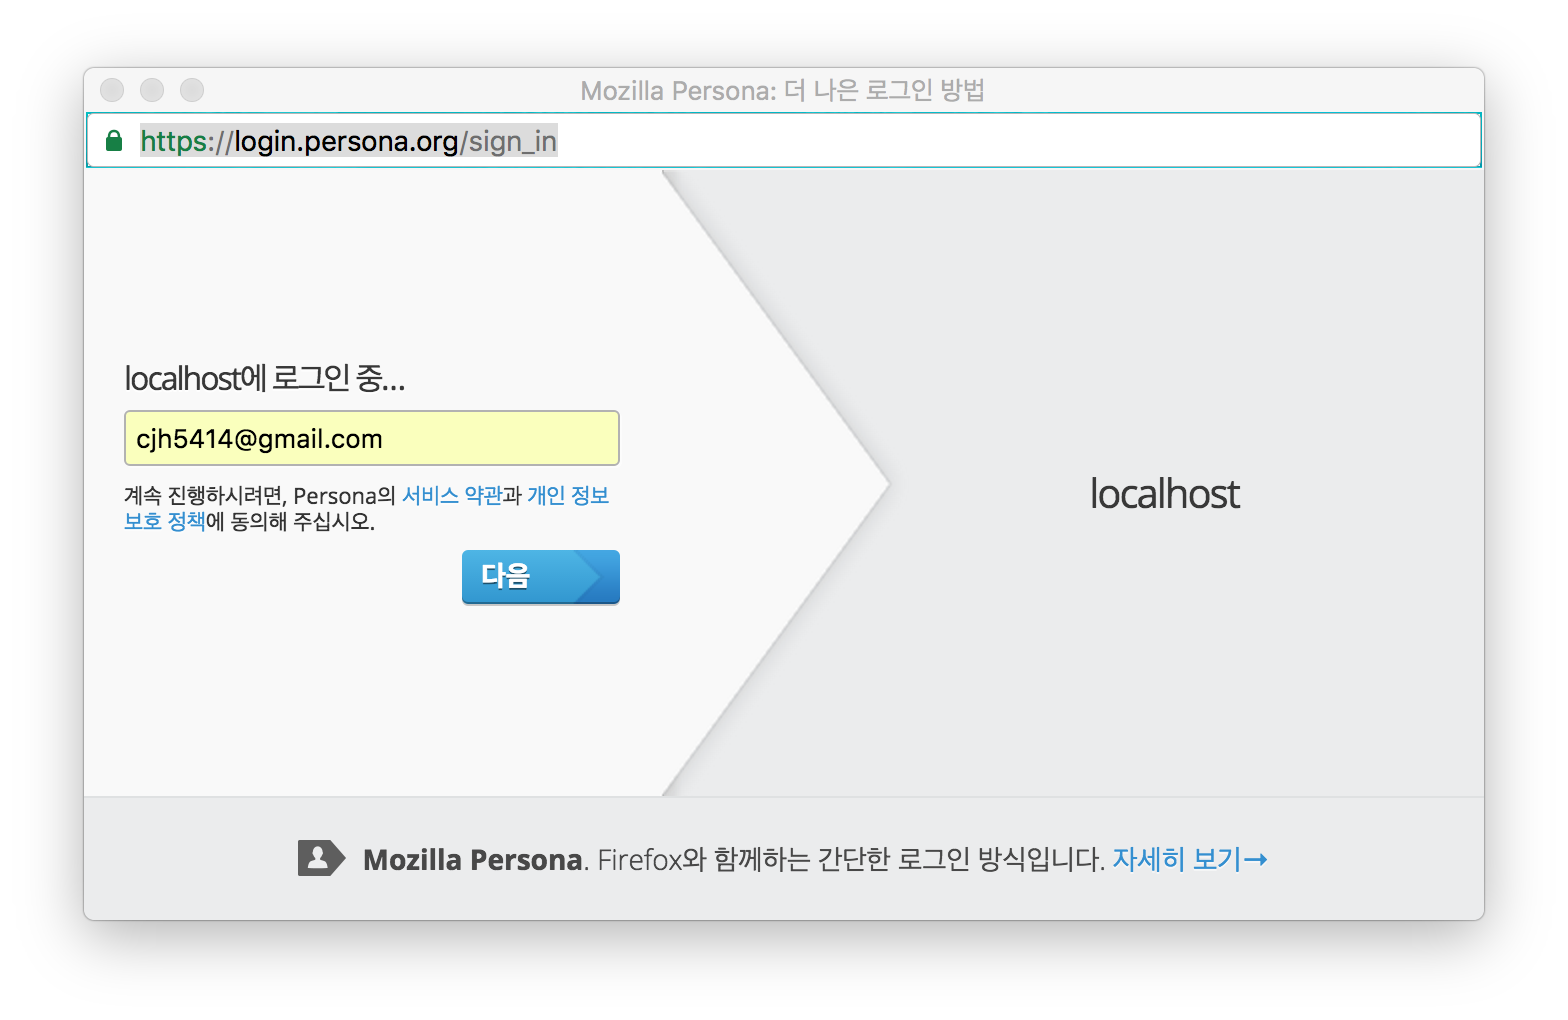 Mozilla Persona: 더 나은 로그인 방법
https://login.persona.org/sign_in
localhost에 로그인 중...
cjh5414@gmail.com
계속 진행하시려면, Persona의 서비스 약관과 개인 정보
보호 정책에 동의해 주십시오.
다음
localhost
Mozilla Persona. Firefox와 함께하는 간단한 로그인 방식입니다. 자세히 보기→